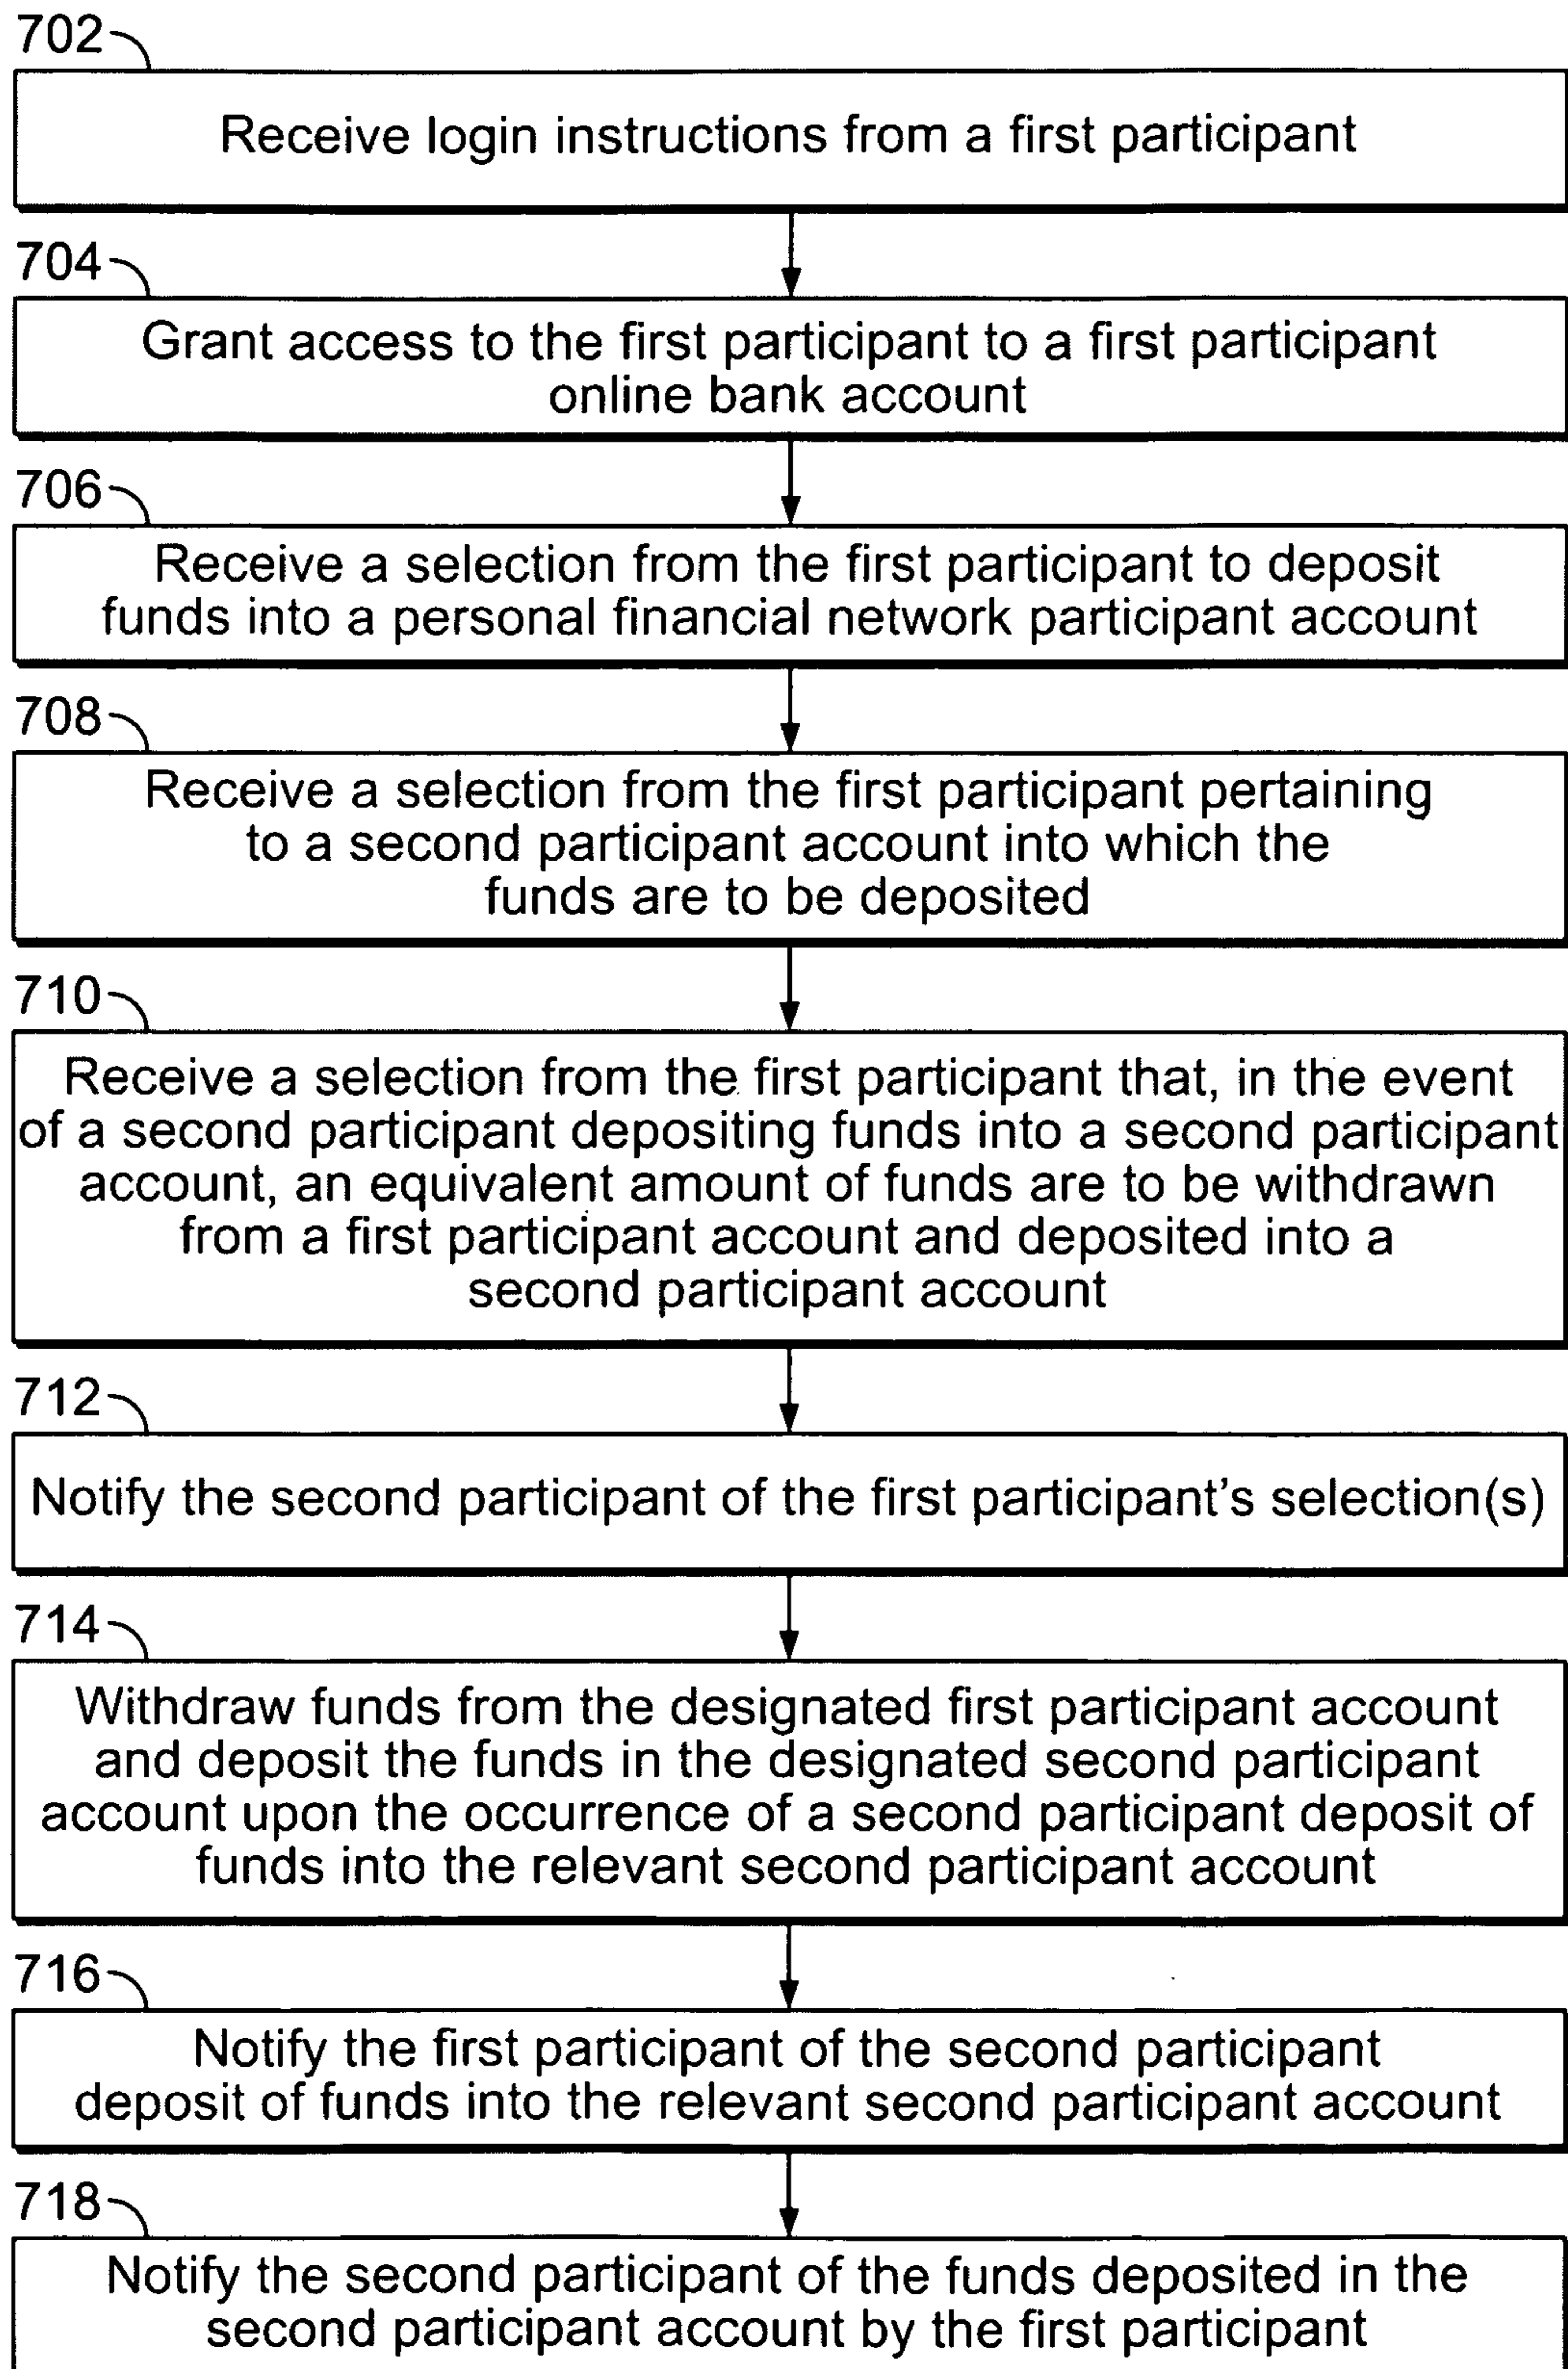 702
Receive login instructions from a first participant
704
Grant access to the first participant to a first participant
online bank account
706
Receive a selection from the first participant to deposit
funds into a personal financial network participant account
708
Receive a selection from the first participant pertaining
to a second participant account into which the
funds are to be deposited
710
Receive a selection from the first participant that, in the event
of a second participant depositing funds into a second participant
account, an equivalent amount of funds are to be withdrawn
from a first participant account and deposited into a
second participant account
712
Notify the second participant of the first participant’s selection(s)
714
Withdraw funds from the designated first participant account
and deposit the funds in the designated second participant
account upon the occurrence of a second participant deposit of
funds into the relevant second participant account
716
Notify the first participant of the second participant
deposit of funds into the relevant second participant account
718
Notify the second participant of the funds deposited in the
second participant account by the first participant